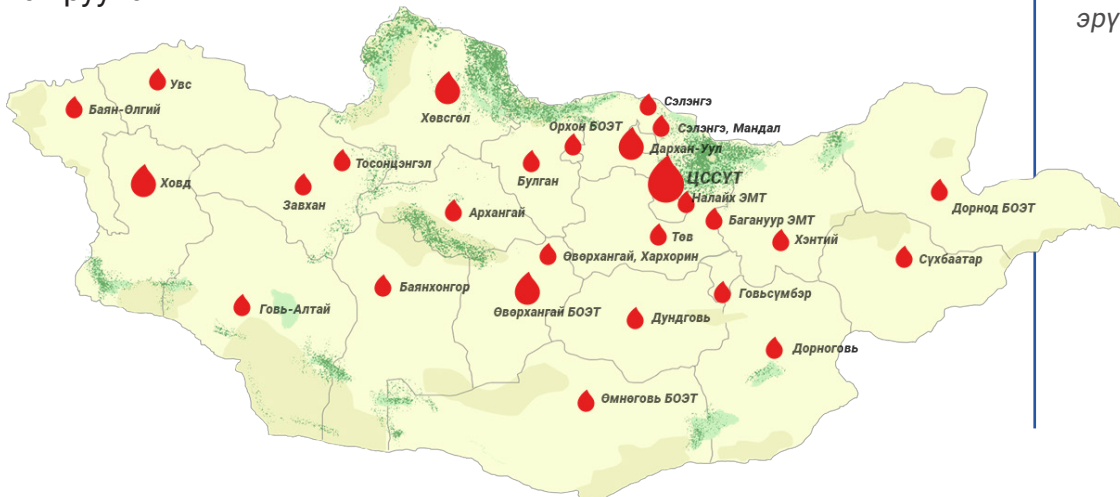 эрү
Увс
Баян-Өлгий
Сэлэнгэ
Хөвсгөл
Орхон БОЭТ
Сэлэнгэ, Мандал
Дархан-Уул
Тосонцэнгэл
Булган
ЦССҮТ
Ховд
Завхан
Налайх ЭМТ
Архангай
Багануур ЭМТ
Дорнод БОЭТ
Төв
Хэнтий
Өвөрхангай, Хархорин
Сүхбаатар
Баянхонгор
Говьсүмбэр
Говь-Алтай
Өвөрхангай БОЭТ
Дундговь
Дорноговь
Өмнөговь БОЭТ